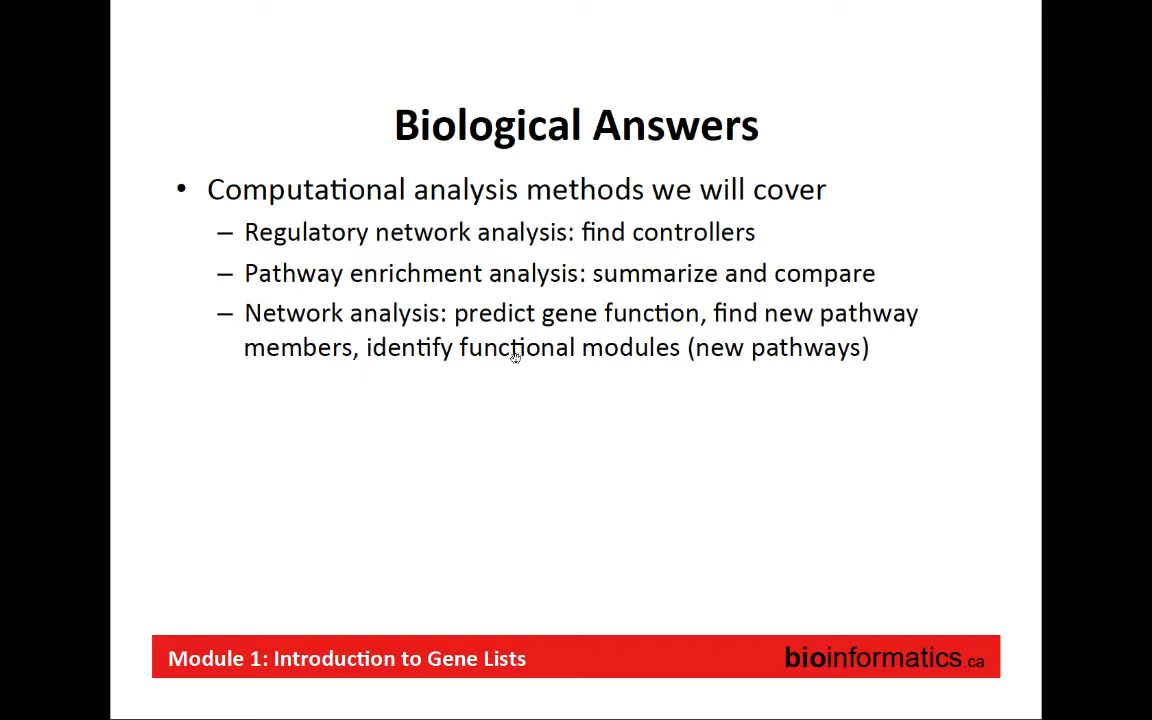 Biological Answers
• Computational analysis methods we will cover
– Regulatory network analysis: find controllers
– Pathway enrichment analysis: summarize and compare
– Network analysis: predict gene function, find new pathway
members, identify functional modules (new pathways)
Module 1: Introduction to Gene Lists
bioinformatics.ca